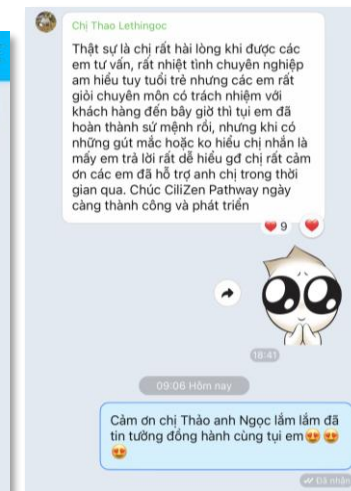 Chị Thao Lethingoc
Thật sự là chị rất hài lòng khi được các
em tư vấn, rất nhiệt tình chuyên nghiệp
am hiểu tuy tuổi trẻ nhưng các em rất
giỏi chuyên môn có trách nhiệm với
khách hàng đến bây giờ thì tụi em đã
hoàn thành sứ mệnh rồi, nhưng khi có
những gút mắc hoặc ko hiểu chị nhắn là
mấy em trả lời rất dễ hiểu gđ chị rất cảm
ơn các em đã hỗ trợ anh chị trong thời
gian qua. Chúc CiliZen Pathway ngày
càng thành công và phát triển
9
18:41
09:06 Hôm nay
Cảm ơn chị Thảo anh Ngọc lắm lắm đã
tin tưởng đồng hành cùng tụi em😍 😍
😍
Đã nhận